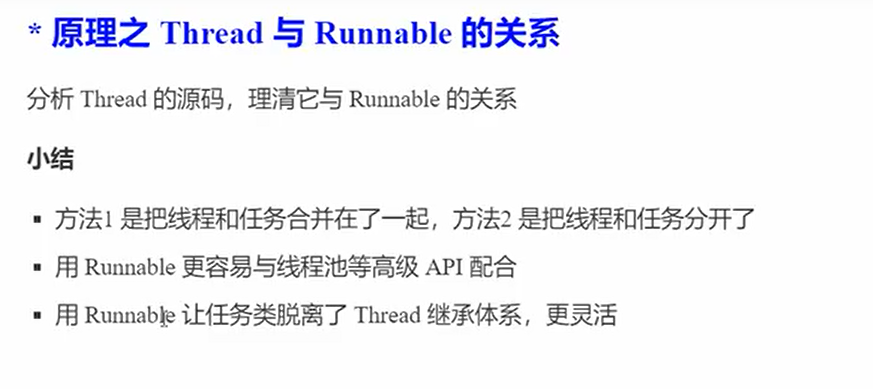 * 原理之 Thread 与 Runnable 的关系
分析 Thread 的源码，理清它与 Runnable 的关系
小结
▪ 方法1 是把线程和任务合并在了一起，方法2 是把线程和任务分开了
▪ 用 Runnable 更容易与线程池等高级 API 配合
▪ 用 Runnable 让任务类脱离了 Thread 继承体系，更灵活